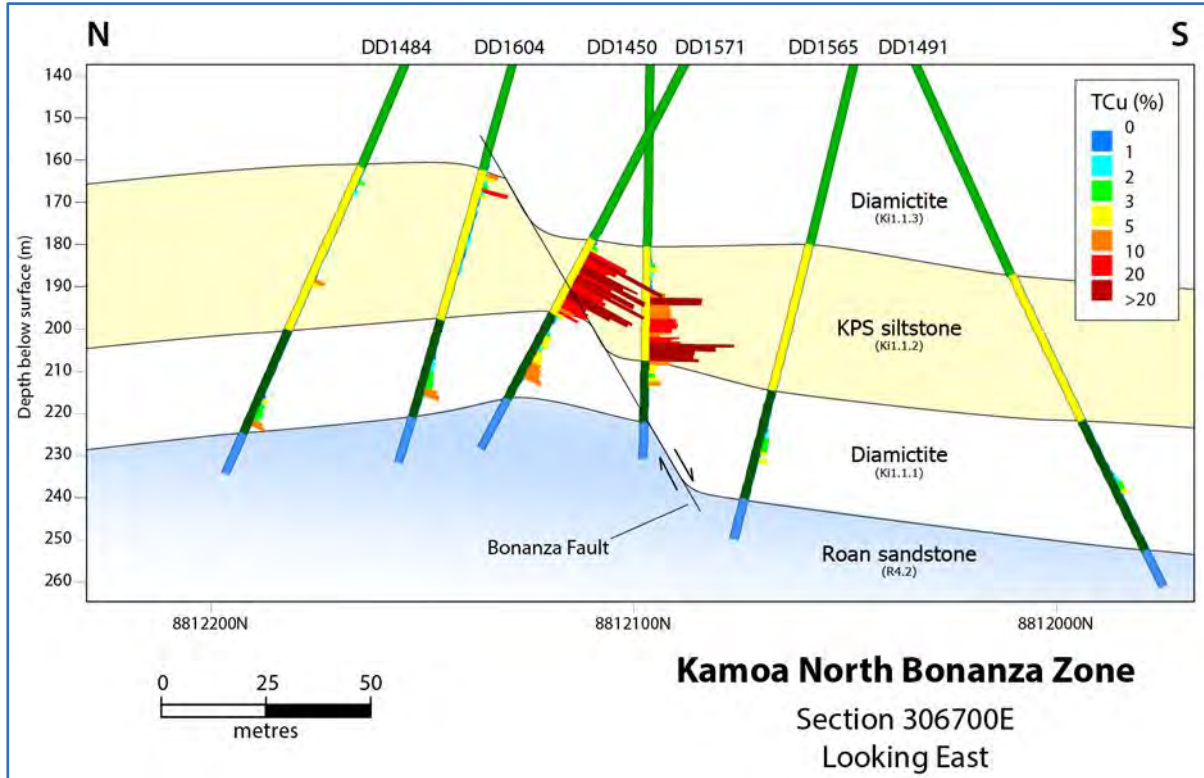 N
S
DD1484
DD1604
DD1450
DD1571
DD1565
DD1491
Depth below surface (m)
140
150
160
170
180
190
200
210
220
230
240
250
260
TCu (%)
0
1
2
3
5
10
20
>20
Diamictite
(Ki1.1.3)
KPS siltstone
(Ki1.1.2)
Diamictite
(Ki1.1.1)
Bonanza Fault
Roan sandstone
(R4.2)
8812200N
8812100N
8812000N
0
25
50
metres
Kamoa North Bonanza Zone
Section 306700E
Looking East